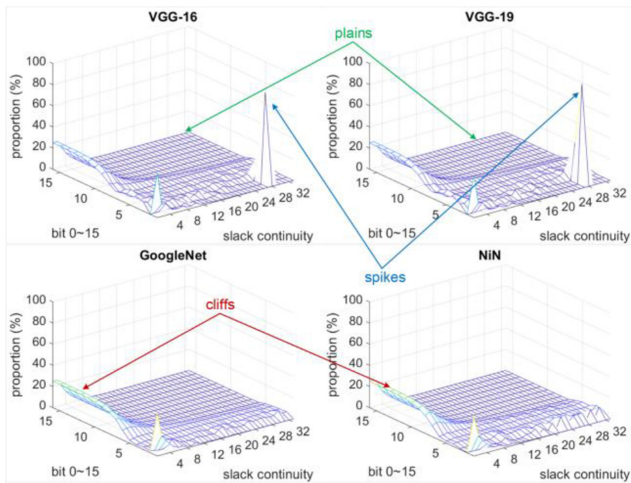 VGG-16
VGG-19
plains
proportion (%)
100
80
60
40
20
0
15
10
5
bit 0~15
4 8 12 16 20 24 28 32
slack continuity
proportion (%)
100
80
60
40
20
0
15
10
5
bit 0~15
4 8 12 16 20 24 28 32
slack continuity
spikes
GoogleNet
NiN
cliffs
proportion (%)
100
80
60
40
20
0
15
10
5
bit 0~15
4 8 12 16 20 24 28 32
slack continuity
proportion (%)
100
80
60
40
20
0
15
10
5
bit 0~15
4 8 12 16 20 24 28 32
slack continuity